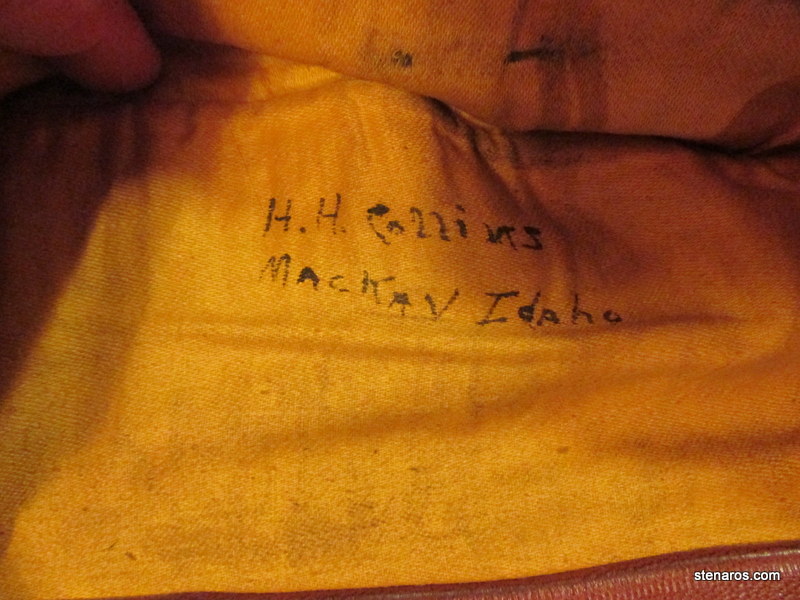 H. H. Collins
MacKay Idaho
stenaros.com